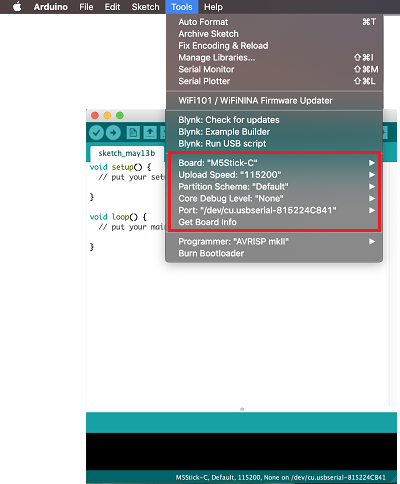 Arduino File Edit Sketch Tools Help
Auto Format ⌘T
Archive Sketch
Fix Encoding & Reload
Manage Libraries... ⇧⌘I
Serial Monitor ⇧⌘M
Serial Plotter ⇧⌘L
WiFi101 / WiFiNINA Firmware Updater
Blynk: Check for updates
Blynk: Example Builder
Blynk: Run USB script
Board: "M5Stick-C"
Upload Speed: "115200"
Partition Scheme: "Default"
Core Debug Level: "None"
Port: "/dev/cu.usbserial-815224C841"
Get Board Info
Programmer: "AVRISP mkII"
Burn Bootloader
sketch_may13b
void setup() {
// put your set
}
void loop() {
// put your mai
}
M5Stick-C, Default, 115200, None on /dev/cu.usbserial-815224C841